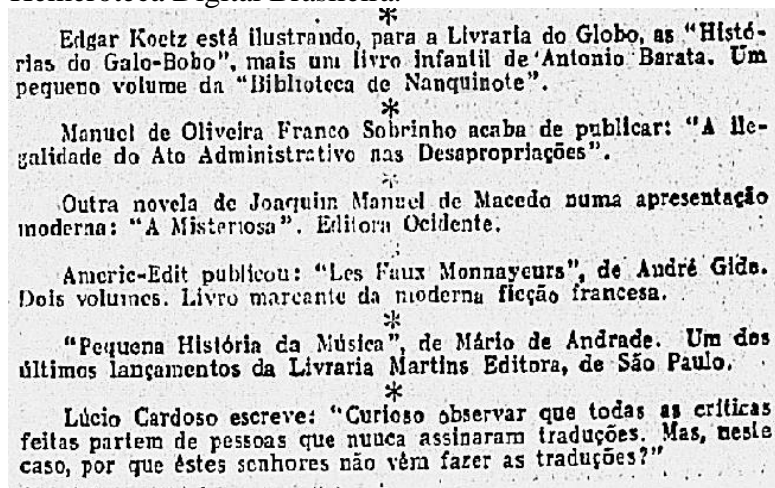 *
Edgar Koetz está ilustrando, para a Livraria do Globo, as "Histó-
rias do Galo-Bobo", mais um livro infantil de Antonio Barata. Um
pequeno volume da "Biblioteca de Nanquinote".
*
Manuel de Oliveira Franco Sobrinho acaba de publicar: "A Ile-
galidade do Ato Administrativo nas Desapropriações".
*
Outra novela de Joaquim Manuel de Macedo numa apresentação
moderna: "A Misteriosa". Editora Ocidente.
*
Americ-Edit publicou: "Les Faux Monnayeurs", de André Gide.
Dois volumes. Livro marcante da moderna ficção francesa.
*
"Pequena História da Música", de Mário de Andrade. Um dos
últimos lançamentos da Livraria Martins Editora, de São Paulo.
*
Lúcio Cardoso escreve: "Curioso observar que todas as críticas
feitas partem de pessoas que nunca assinaram traduções. Mas, neste
caso, por que êstes senhores não vêm fazer as traduções?"